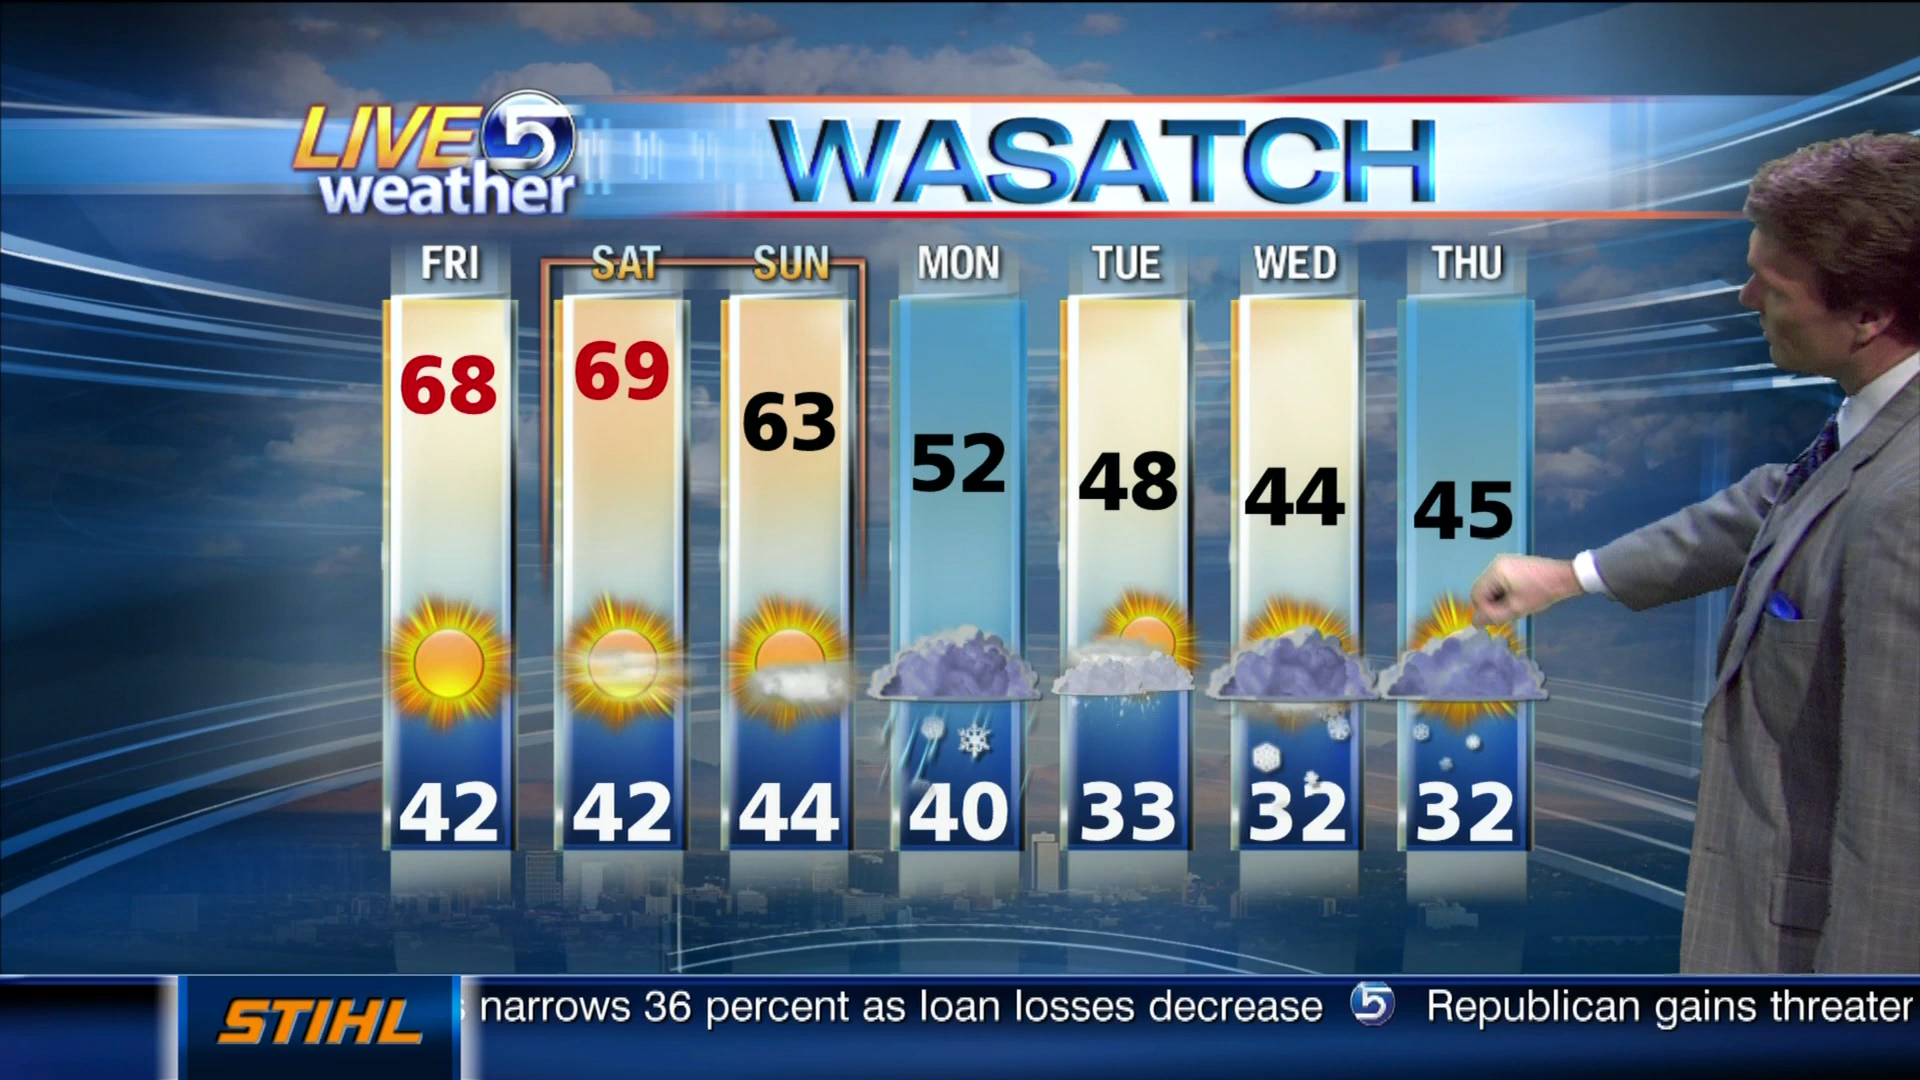 LIVE 5
weather
WASATCH
FRI SAT SUN MON TUE WED THU
68 69 63 52 48 44 45
42 42 44 40 33 32 32
STIHL narrows 36 percent as loan losses decrease 5 Republican gains